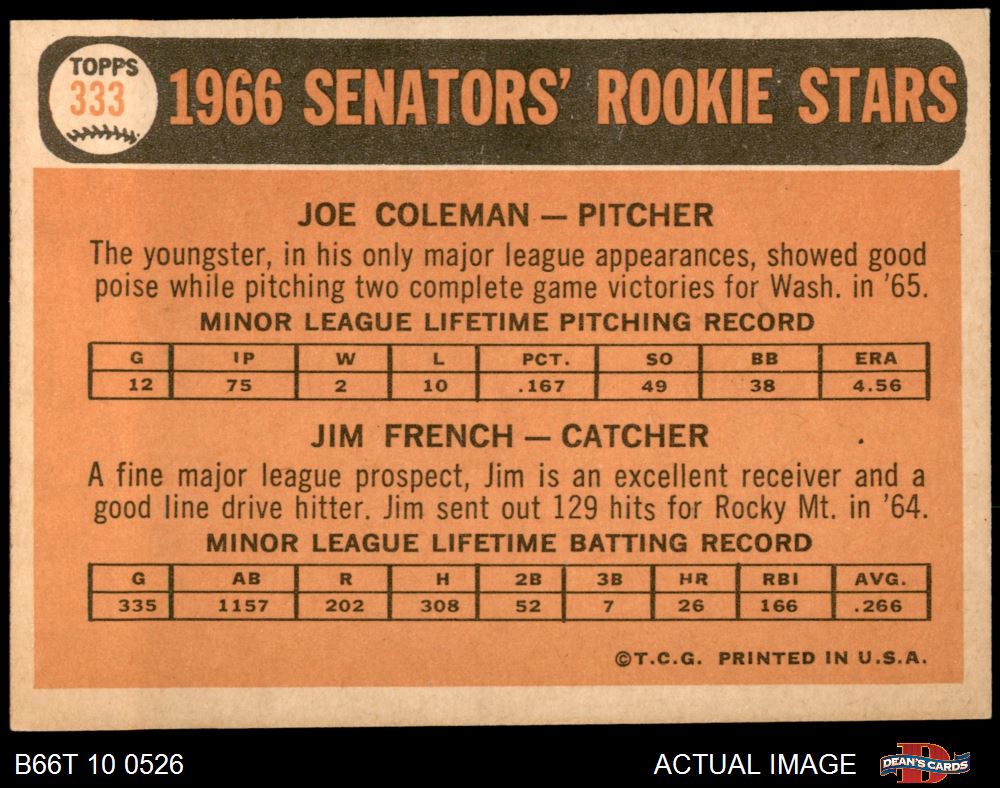 TOPPS
333
1966 SENATORS' ROOKIE STARS
JOE COLEMAN — PITCHER
The youngster, in his only major league appearances, showed good
poise while pitching two complete game victories for Wash. in '65.
MINOR LEAGUE LIFETIME PITCHING RECORD
G IP W L PCT. SO BB ERA
12 75 2 10 .167 49 38 4.56
JIM FRENCH — CATCHER
A fine major league prospect, Jim is an excellent receiver and a
good line drive hitter. Jim sent out 129 hits for Rocky Mt. in '64.
MINOR LEAGUE LIFETIME BATTING RECORD
G AB R H 2B 3B HR RBI AVG.
335 1157 202 308 52 7 26 166 .266
©T.C.G. PRINTED IN U.S.A.
B66T 10 0526
ACTUAL IMAGE
DEAN'S CARDS